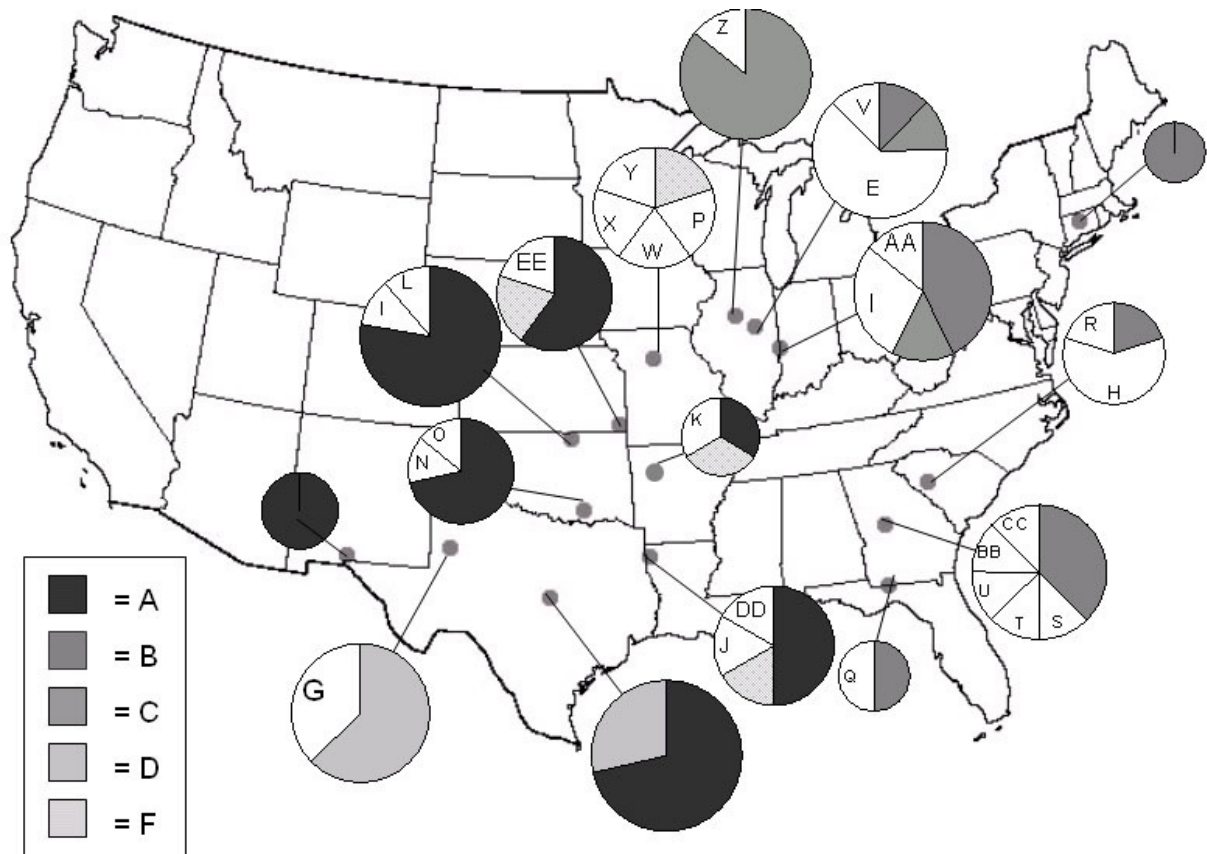 Z
V
E
Y
P
X
W
EE
AA
I
L
I
R
H
K
O
N
CC
BB
U
T
S
DD
J
Q
G
= A
= B
= C
= D
= F